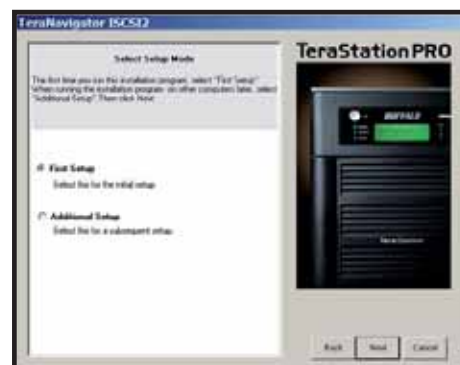 TeraNavigator ISCSI2
Select Setup Mode
The first time you run this installation program, select "First Setup".
When running the installation program on other computers later, select
"Additional Setup". Then click Next.
First Setup
Select this for the initial setup.
Additional Setup
Select this for a subsequent setup.
TeraStation PRO
BUFFALO
TeraStation
Back
Next
Cancel